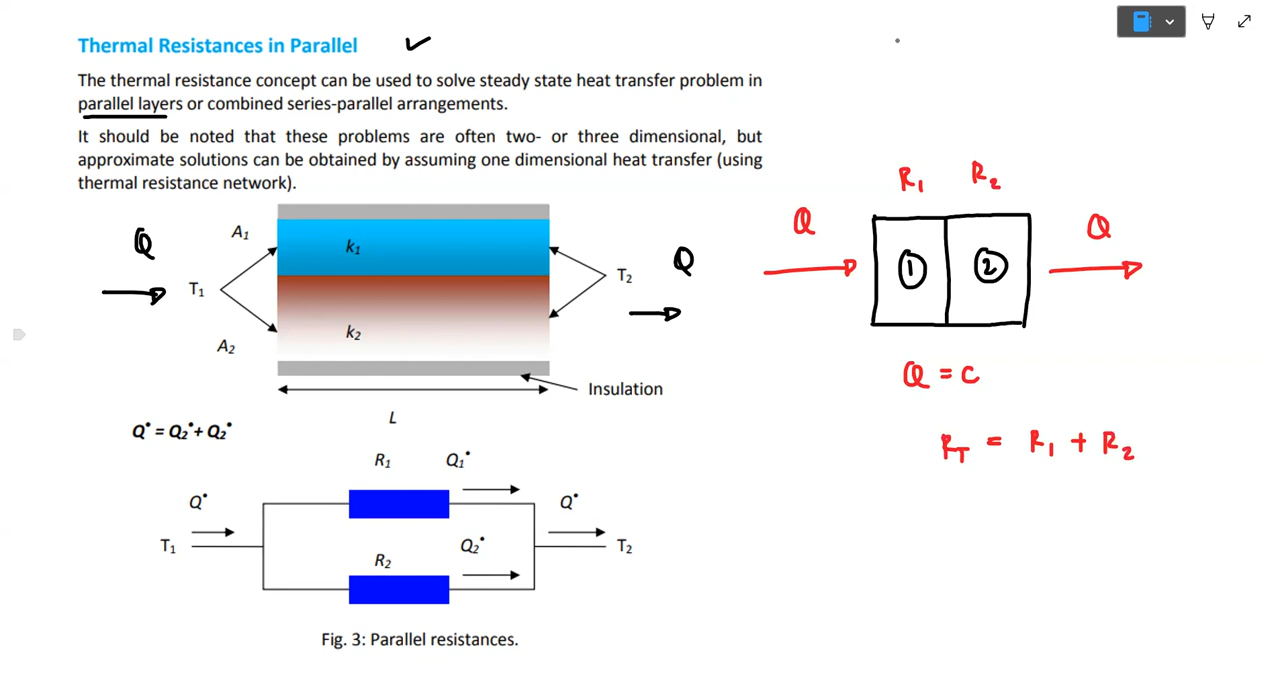 Thermal Resistances in Parallel
The thermal resistance concept can be used to solve steady state heat transfer problem in
parallel layers or combined series-parallel arrangements.
It should be noted that these problems are often two- or three dimensional, but
approximate solutions can be obtained by assuming one dimensional heat transfer (using
thermal resistance network).
Q
A₁
k₁
T₁
T₂
Q
k₂
A₂
Insulation
L
Q• = Q₂•+ Q₂•
R₁
Q₁•
Q•
Q•
T₁
R₂
Q₂•
T₂
Fig. 3: Parallel resistances.
R₁ R₂
Q
Q
① ②
Q = C
R_T = R₁ + R₂